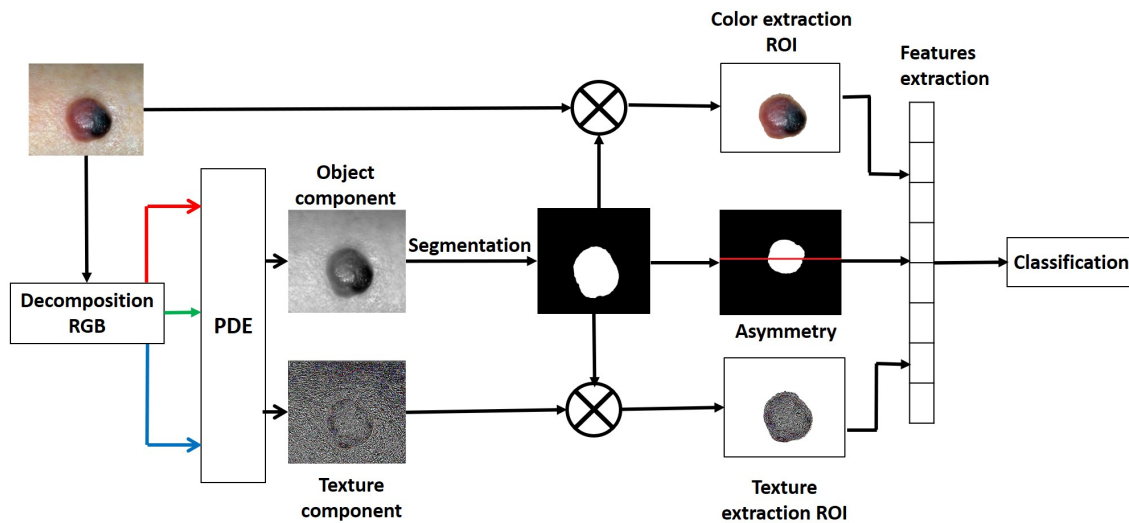 Color extraction
ROI
Features
extraction
Object
component
Segmentation
Decomposition
RGB
PDE
Classification
Asymmetry
Texture
component
Texture
extraction ROI